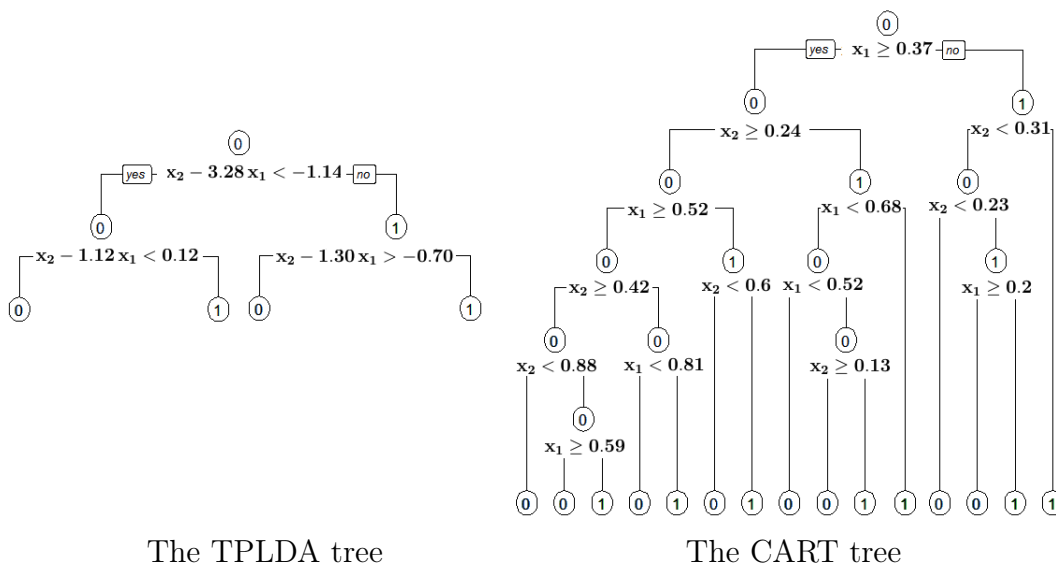 0
yes x₁ ≥ 0.37 no
0 1
x₂ ≥ 0.24 x₂ < 0.31
0
yes x₂ − 3.28 x₁ < −1.14 no
0 1 0
x₁ ≥ 0.52 x₁ < 0.68 x₂ < 0.23
0 1
x₂ − 1.12 x₁ < 0.12 x₂ − 1.30 x₁ > −0.70
0 1 0 1
x₂ ≥ 0.42 x₂ < 0.6 x₁ < 0.52 x₁ ≥ 0.2
0 1 0 1
0 0 0
x₂ < 0.88 x₁ < 0.81 x₂ ≥ 0.13
0
x₁ ≥ 0.59
0 0 1 0 1 0 1 0 0 1 1 0 0 1 1
The TPLDA tree
The CART tree